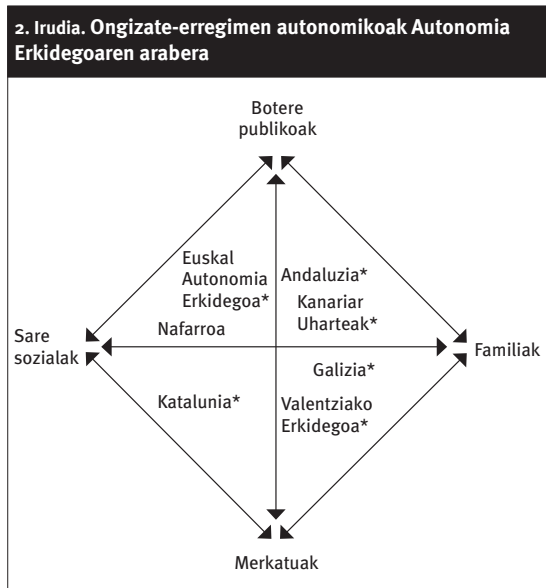 2. Irudia. Ongizate-erregimen autonomikoak Autonomia
Erkidegoaren arabera
Botere
publikoak
Euskal
Autonomia
Erkidegoa*
Andaluzia*
Kanariar
Uharteak*
Nafarroa
Sare
sozialak
Familiak
Galizia*
Katalunia*
Valentziako
Erkidegoa*
Merkatuak